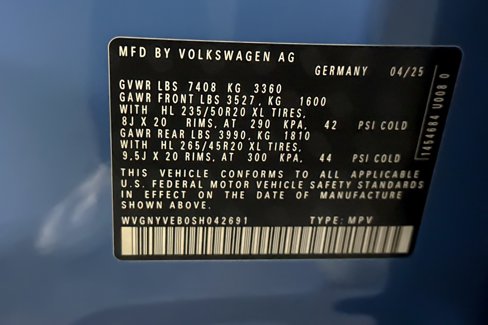 MFD BY VOLKSWAGEN AG
GERMANY 04/25
GVWR LBS 7408 KG 3360
GAWR FRONT LBS 3527, KG 1600
WITH HL 235/50R20 XL TIRES,
8J X 20 RIMS, AT 290 KPA, 42 PSI COLD
GAWR REAR LBS 3990, KG 1810
WITH HL 265/45R20 XL TIRES,
9,5J X 20 RIMS, AT 300 KPA, 44 PSI COLD
THIS VEHICLE CONFORMS TO ALL APPLICABLE
U.S. FEDERAL MOTOR VEHICLE SAFETY STANDARDS
IN EFFECT ON THE DATE OF MANUFACTURE
SHOWN ABOVE.
WVGNYVEB0SH042691 TYPE: MPV
1454684 U008 0